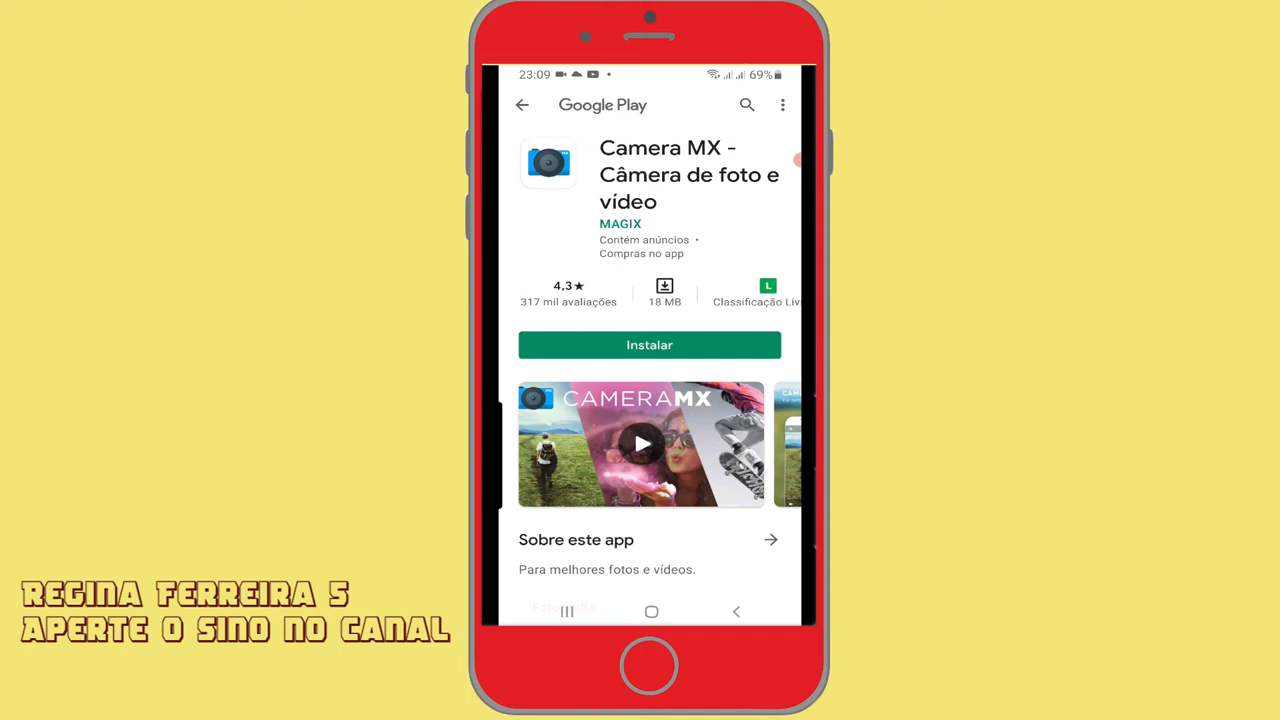 23:09 69%
Google Play
Camera MX -
Câmera de foto e
vídeo
MAGIX
Contém anúncios •
Compras no app
4,3★
317 mil avaliações
18 MB
L
Classificação Liv
Instalar
CAMERAMX
Sobre este app
Para melhores fotos e vídeos.
Fotografia
REGINA FERREIRA 5
APERTE O SINO NO CANAL